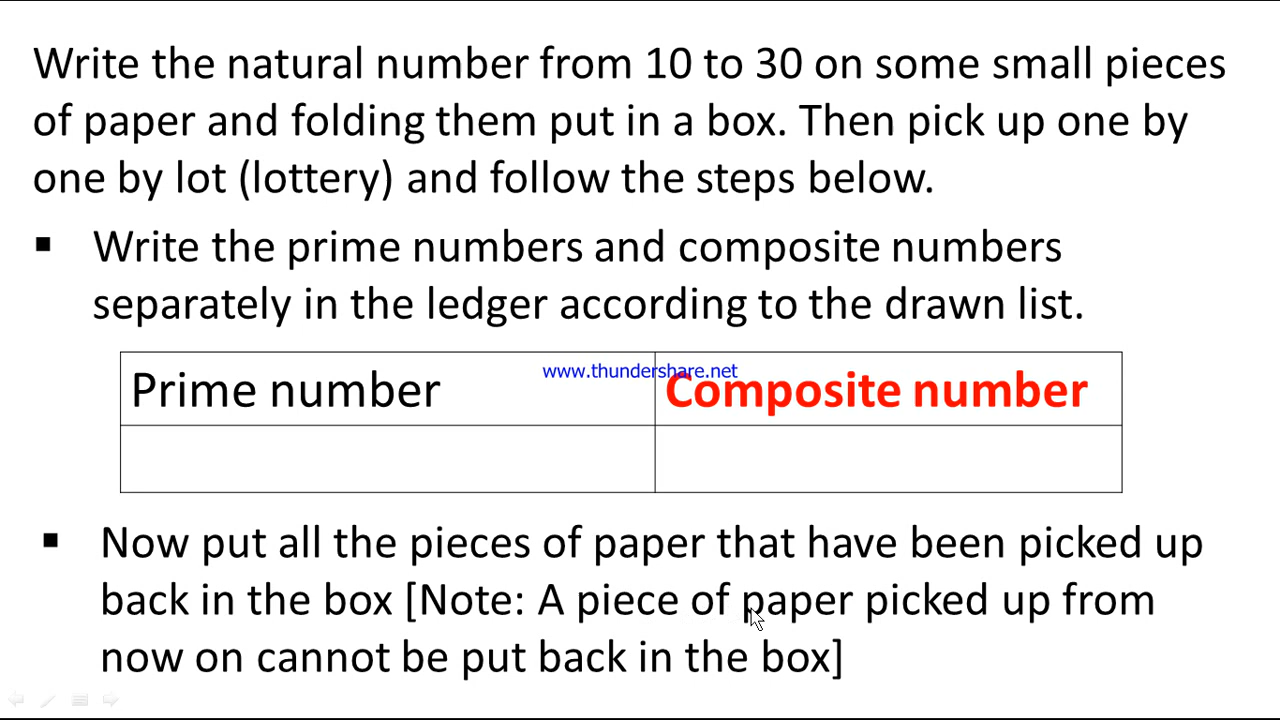 Write the natural number from 10 to 30 on some small pieces
of paper and folding them put in a box. Then pick up one by
one by lot (lottery) and follow the steps below.
▪ Write the prime numbers and composite numbers
separately in the ledger according to the drawn list.
www.thundershare.net
Prime number Composite number
▪ Now put all the pieces of paper that have been picked up
back in the box [Note: A piece of paper picked up from
now on cannot be put back in the box]